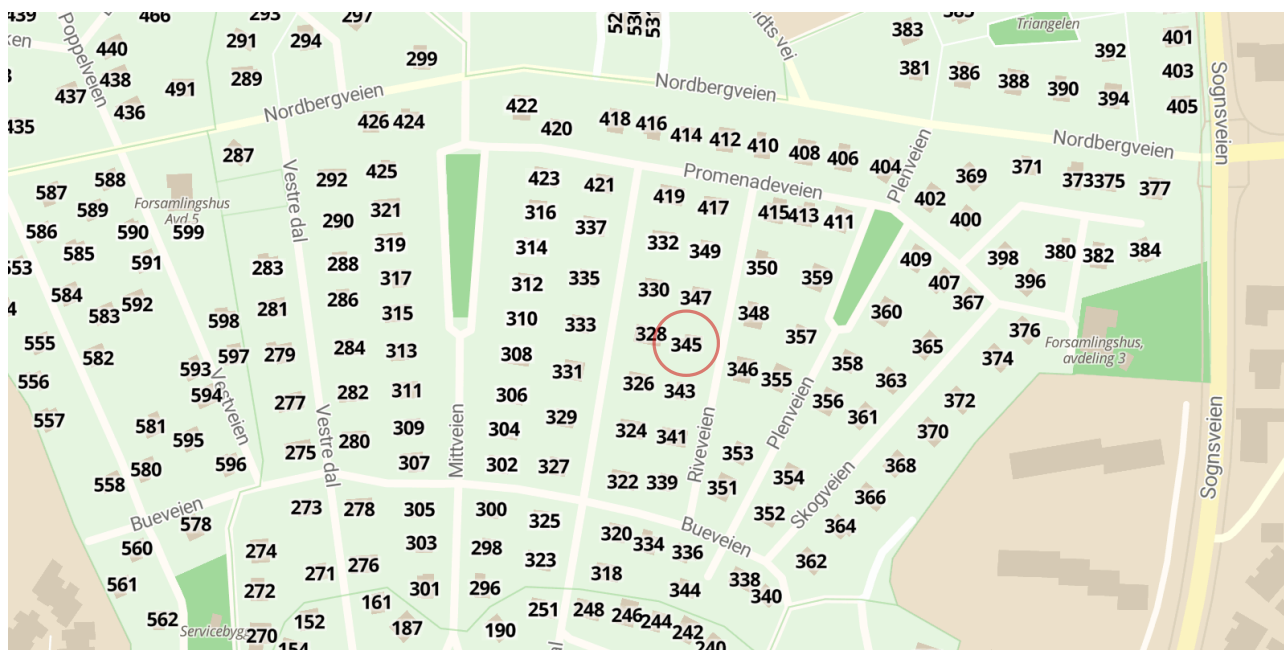 439 466 293 297 383 385 Triangelen 401
ken Poppelveien 440 291 294 299 ndts vei 381 386 388 390 392 403
437 438 436 491 289 Nordbergveien Nordbergveien 394 405 Sognsveien
435 426 424 422 420 418 416 414 412 410 408 406 404 Plenveien Nordbergveien
287 Vestre dal 292 425 423 421 419 417 Promenadeveien 415 413 411 402 369 371 373 375 377
587 588 Forsamlingshus
Avd.5
589 590 599 290 321 316 337 400
586 585 591 319 314 332 349 409 398 380 382 384
553 283 288 317 312 335 350 359 407 396
584 583 592 281 286 315 330 347 348 360 367
598 310 333 328 345 357 376 Forsamlingshus,
avdeling 3
555 582 597 279 284 313 308 346 358 365 374
556 593 594 Vestveien 282 311 331 326 343 355 363
557 277 306 329 356 361 372
581 595 Vestre dal 280 309 Mittveien 304 324 341 Riveveien Plenveien 370 Sognsveien
580 596 275 307 302 327 353 368
558 322 339 351 354 Skogveien 366
Bueveien 578 273 278 305 300 325 320 334 336 Bueveien 352 364
560 274 303 298 323 362
561 272 271 276 301 296 318 344 338 340
562 Servicebygg 270 152 161 187 190 251 248 246 244 242
154 240